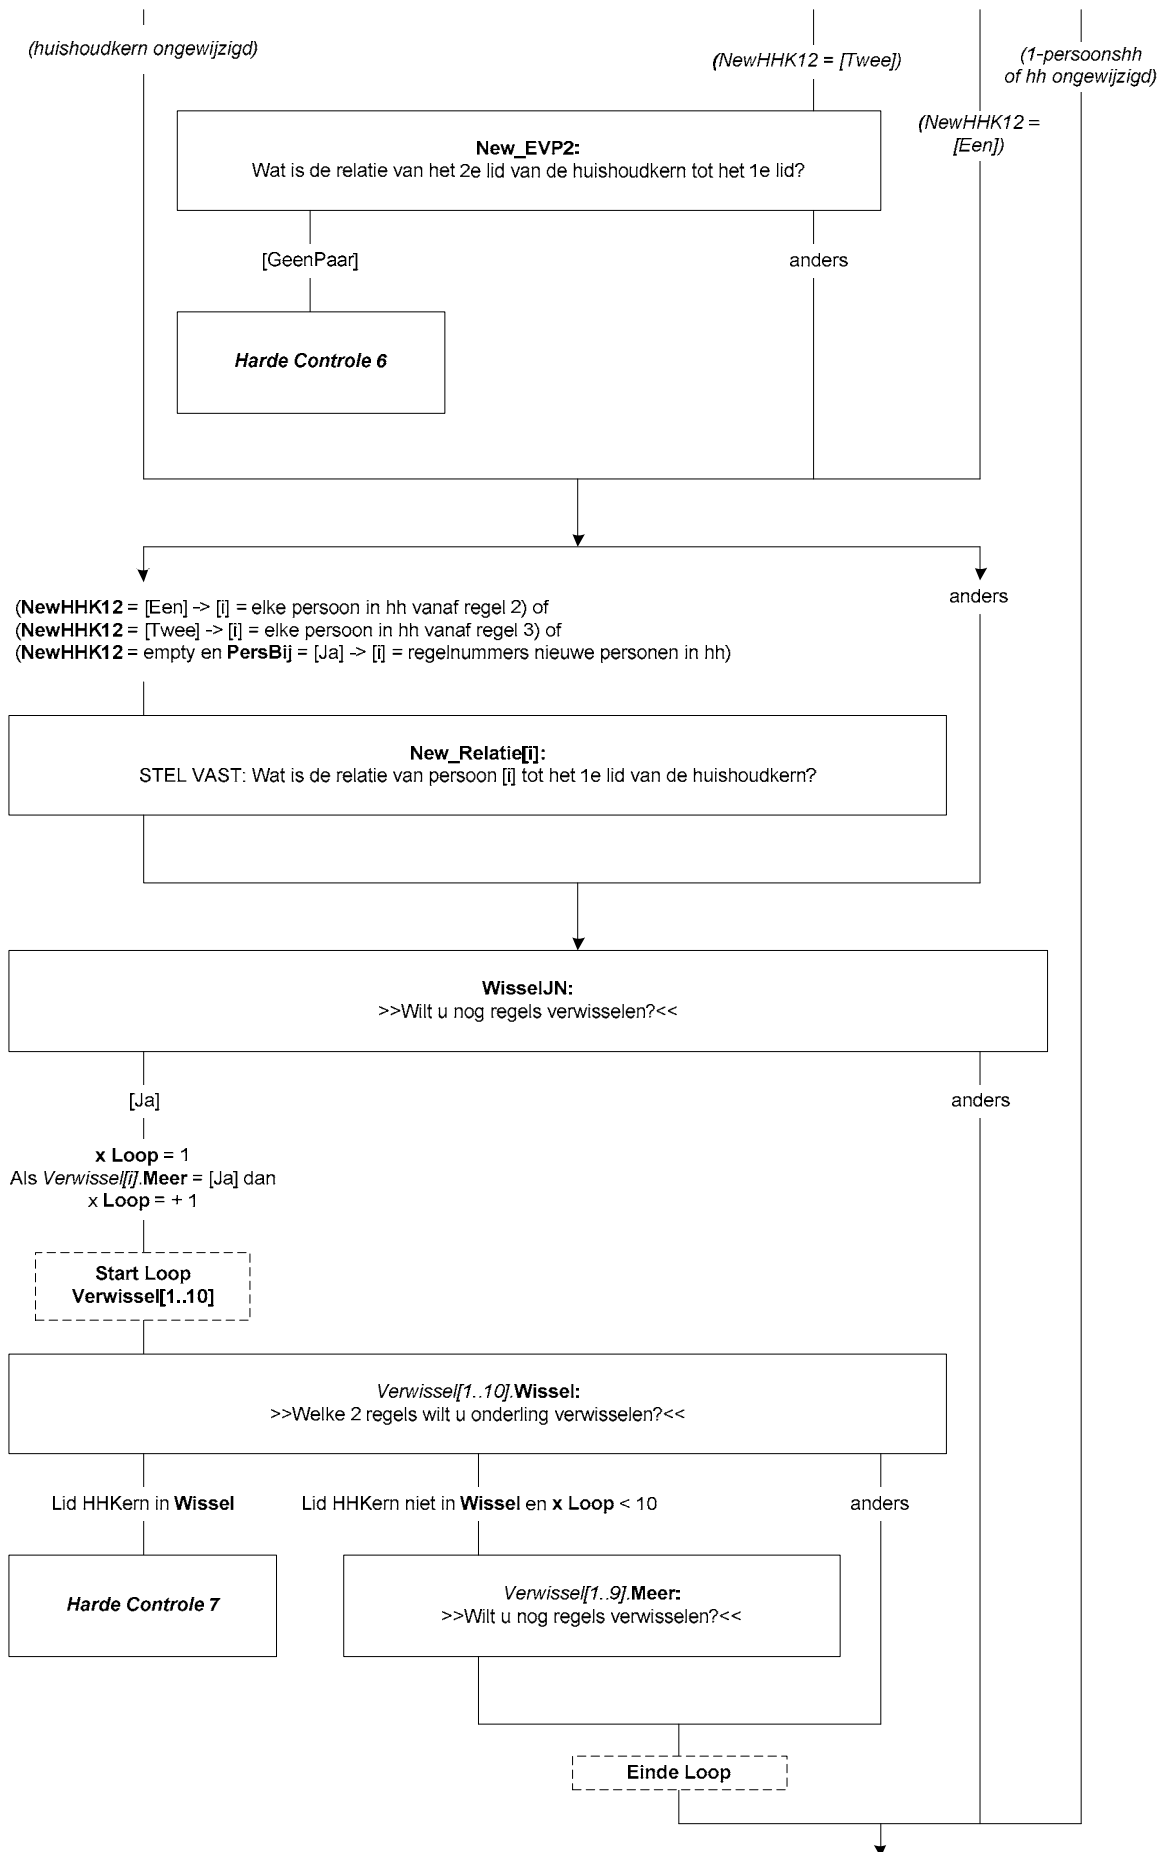 (huishoudkern ongewijzigd)
(NewHHK12 = [Twee])
(1-persoonshh
of hh ongewijzigd)
(NewHHK12 =
[Een])
New_EVP2:
Wat is de relatie van het 2e lid van de huishoudkern tot het 1e lid?
[GeenPaar]
anders
Harde Controle 6
(NewHHK12 = [Een] -> [i] = elke persoon in hh vanaf regel 2) of
(NewHHK12 = [Twee] -> [i] = elke persoon in hh vanaf regel 3) of
(NewHHK12 = empty en PersBij = [Ja] -> [i] = regelnummers nieuwe personen in hh)
anders
New_Relatie[i]:
STEL VAST: Wat is de relatie van persoon [i] tot het 1e lid van de huishoudkern?
WisselJN:
>>Wilt u nog regels verwisselen?<<
[Ja]
anders
x Loop = 1
Als Verwissel[i].Meer = [Ja] dan
x Loop = + 1
Start Loop
Verwissel[1..10]
Verwissel[1..10].Wissel:
>>Welke 2 regels wilt u onderling verwisselen?<<
Lid HHKern in Wissel
Lid HHKern niet in Wissel en x Loop < 10
anders
Harde Controle 7
Verwissel[1..9].Meer:
>>Wilt u nog regels verwisselen?<<
Einde Loop